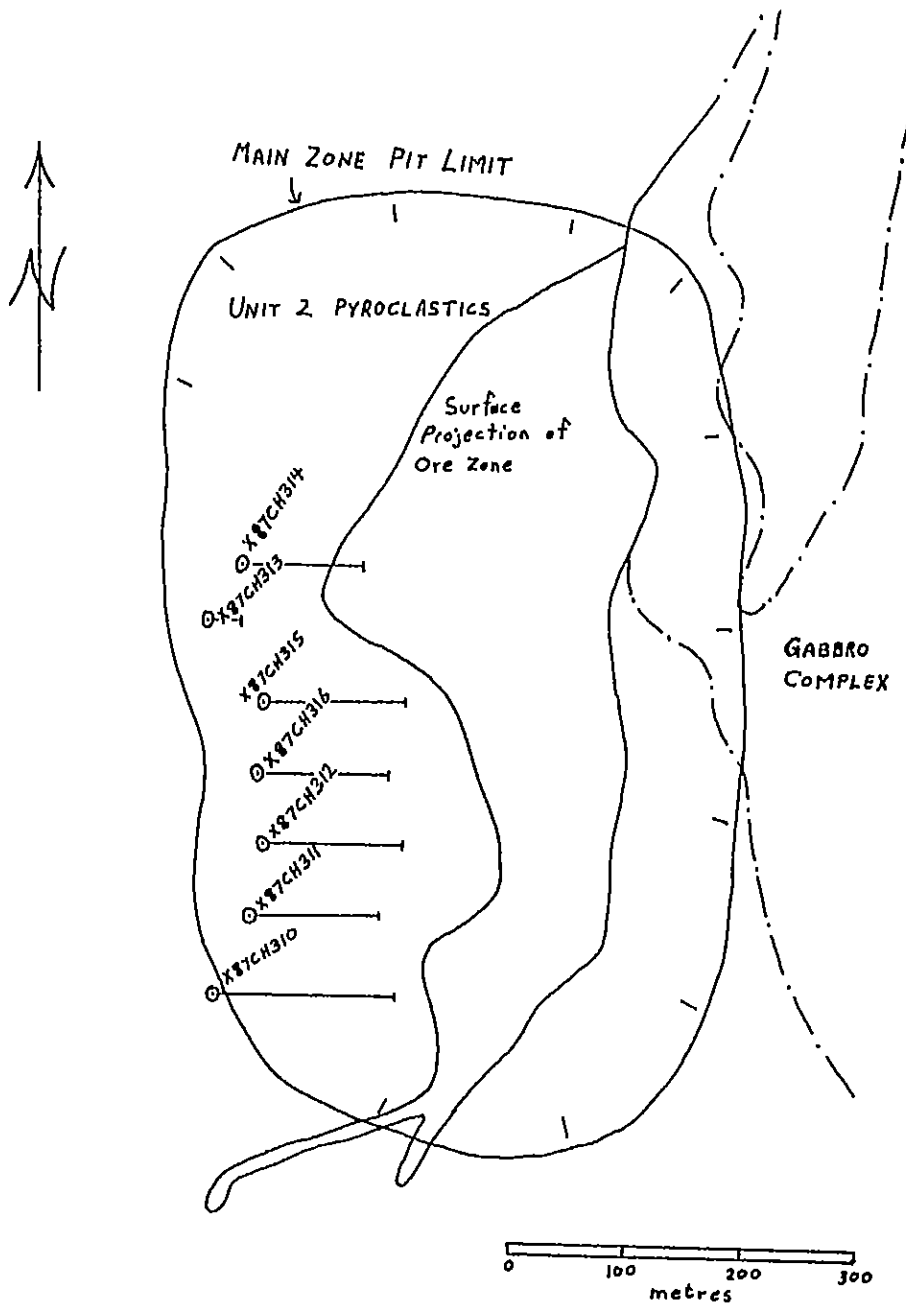 MAIN ZONE PIT LIMIT
N
UNIT 2 PYROCLASTICS
Surface
Projection of
Ore Zone
X87CH314
X87CH313
X87CH315
X87CH316
X87CH312
X87CH311
X87CH310
GABBRO
COMPLEX
0 100 200 300
metres